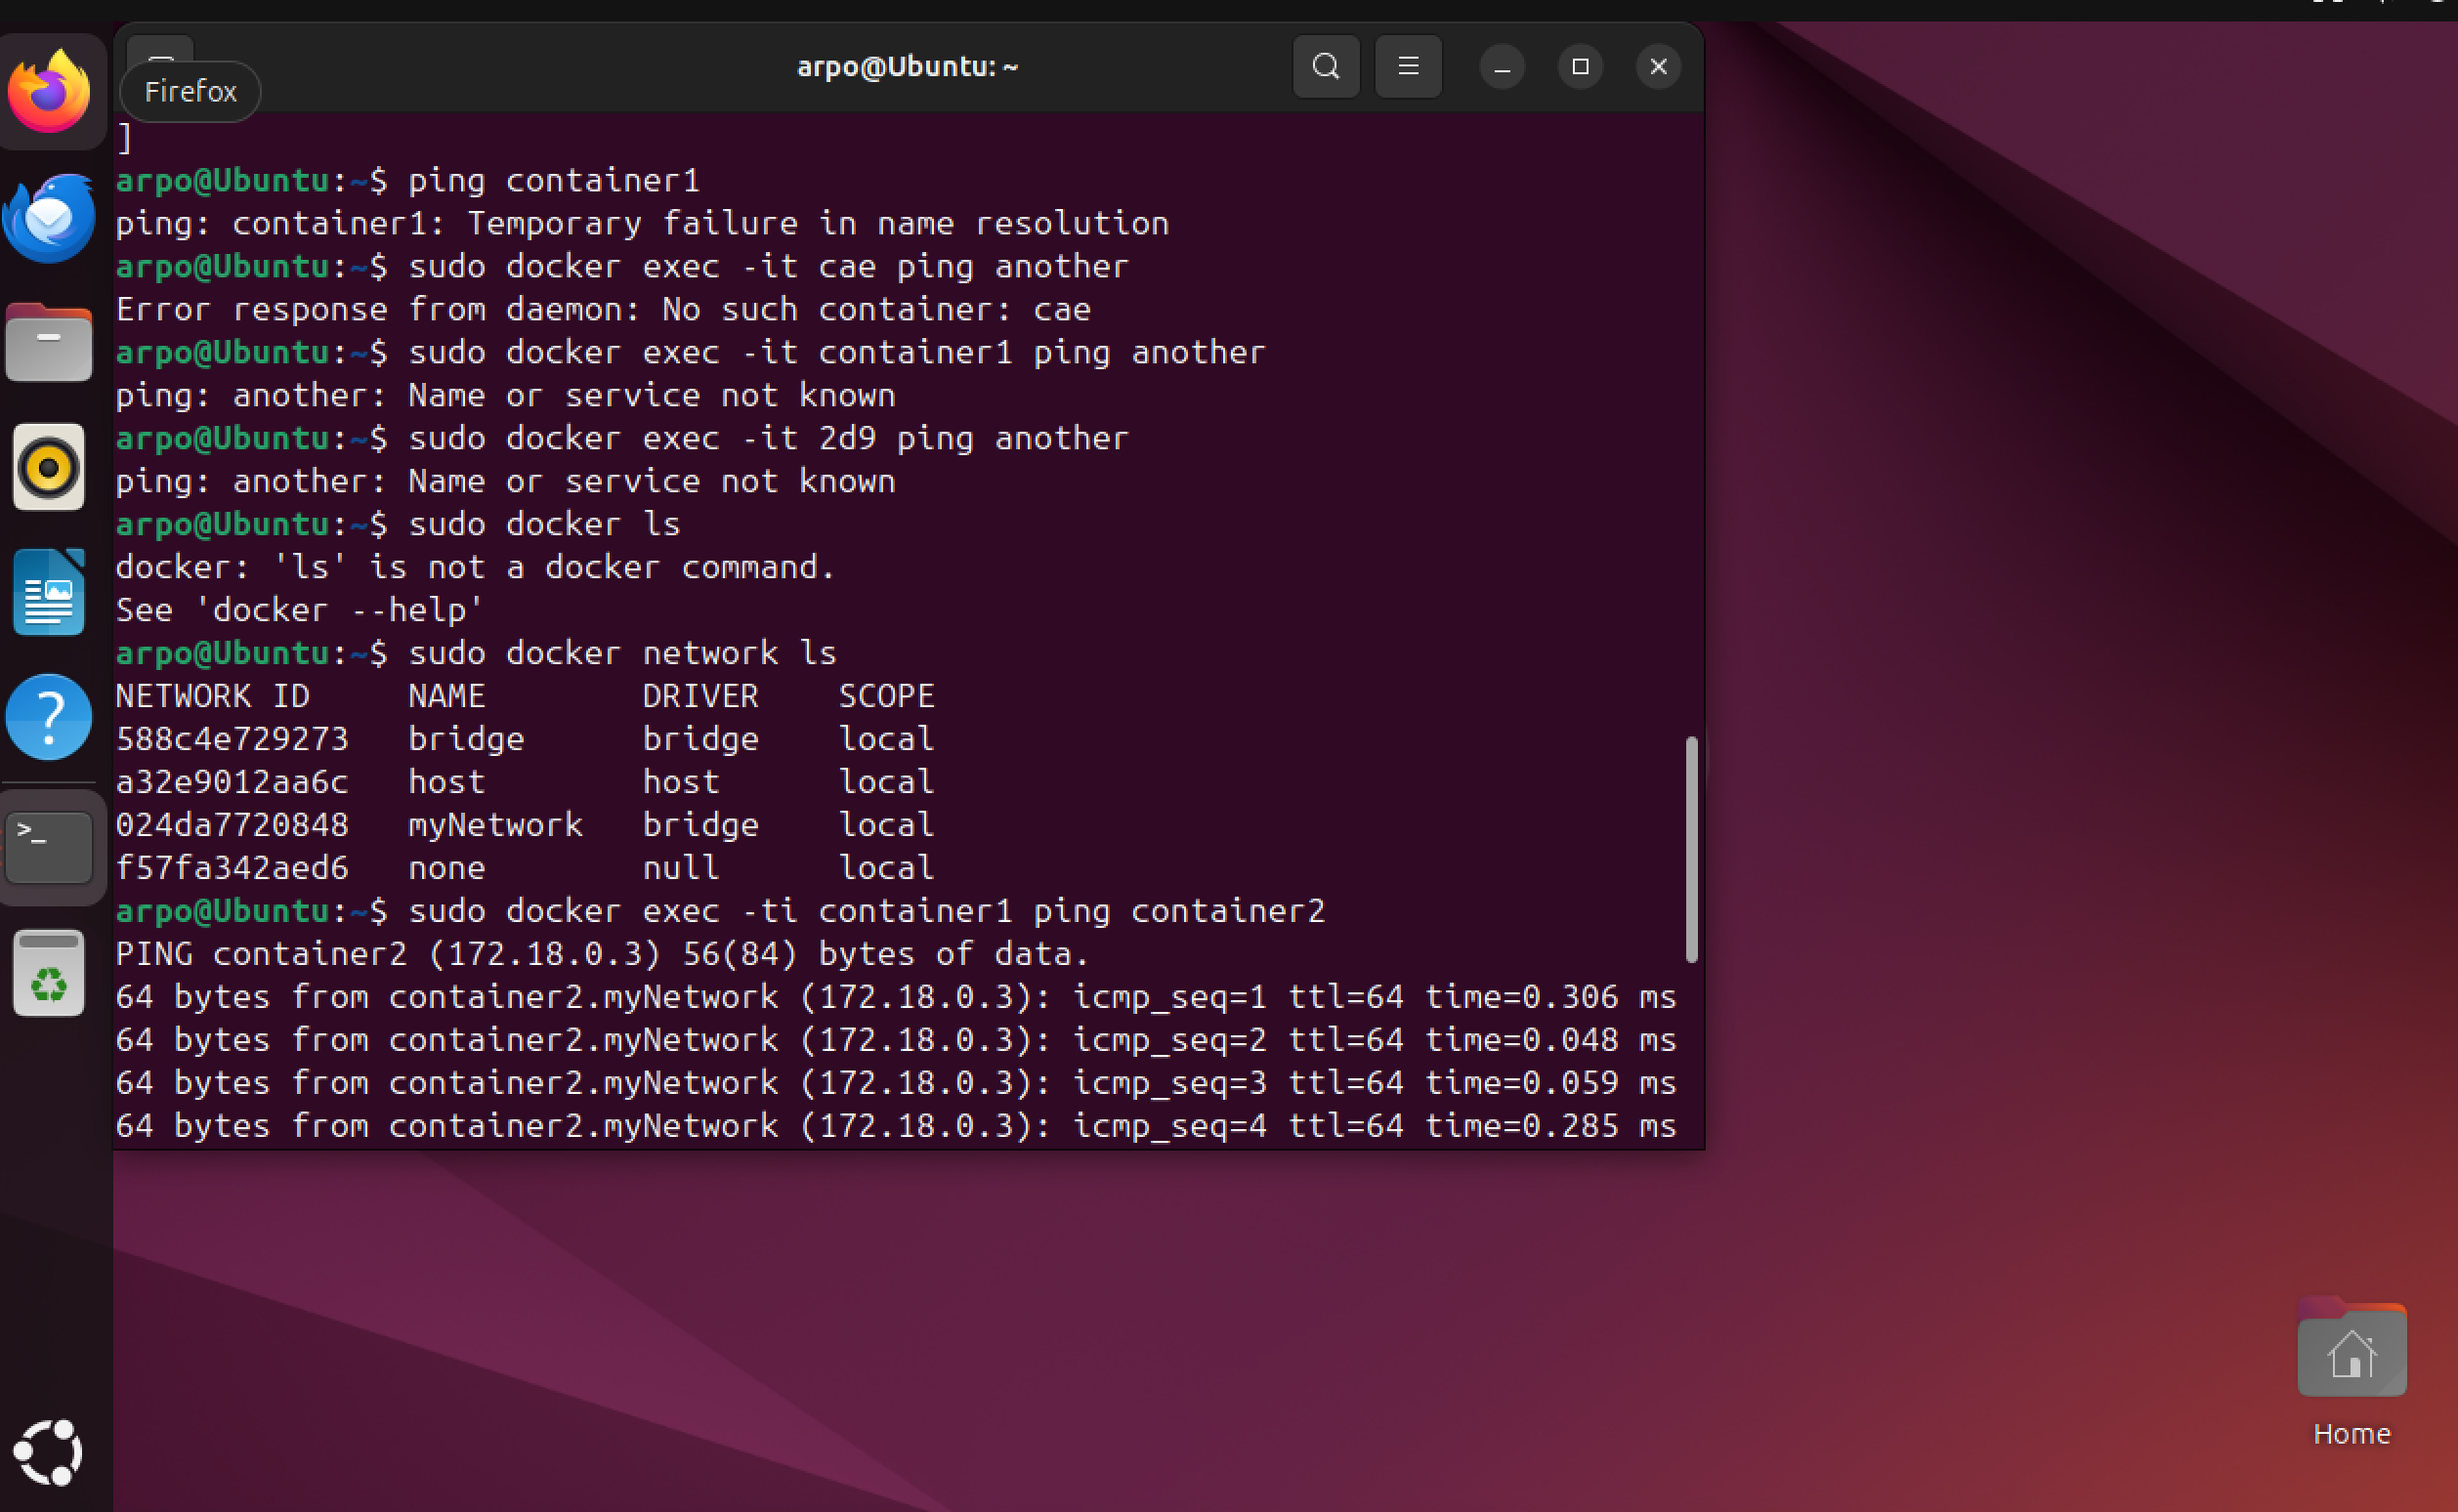 arpo@Ubuntu: ~
Firefox
]
arpo@Ubuntu:~$ ping container1
ping: container1: Temporary failure in name resolution
arpo@Ubuntu:~$ sudo docker exec -it cae ping another
Error response from daemon: No such container: cae
arpo@Ubuntu:~$ sudo docker exec -it container1 ping another
ping: another: Name or service not known
arpo@Ubuntu:~$ sudo docker exec -it 2d9 ping another
ping: another: Name or service not known
arpo@Ubuntu:~$ sudo docker ls
docker: 'ls' is not a docker command.
See 'docker --help'
arpo@Ubuntu:~$ sudo docker network ls
NETWORK ID     NAME        DRIVER    SCOPE
588c4e729273   bridge      bridge    local
a32e9012aa6c   host        host      local
024da7720848   myNetwork   bridge    local
f57fa342aed6   none        null      local
arpo@Ubuntu:~$ sudo docker exec -ti container1 ping container2
PING container2 (172.18.0.3) 56(84) bytes of data.
64 bytes from container2.myNetwork (172.18.0.3): icmp_seq=1 ttl=64 time=0.306 ms
64 bytes from container2.myNetwork (172.18.0.3): icmp_seq=2 ttl=64 time=0.048 ms
64 bytes from container2.myNetwork (172.18.0.3): icmp_seq=3 ttl=64 time=0.059 ms
64 bytes from container2.myNetwork (172.18.0.3): icmp_seq=4 ttl=64 time=0.285 ms
Home